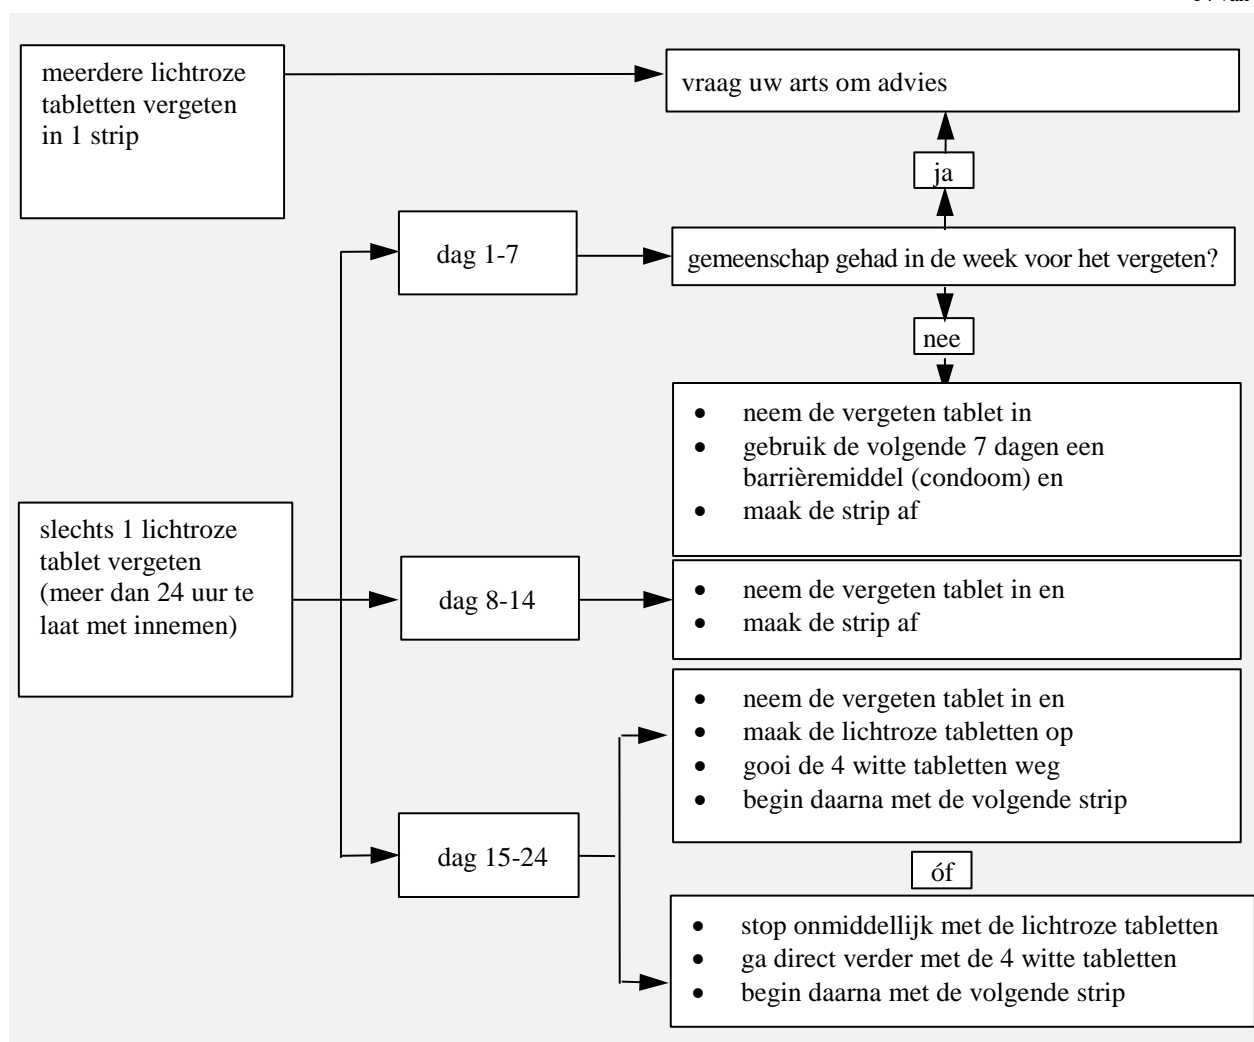 meerdere lichtroze
tabletten vergeten
in 1 strip
vraag uw arts om advies
ja
dag 1-7
gemeenschap gehad in de week voor het vergeten?
nee
• neem de vergeten tablet in
• gebruik de volgende 7 dagen een
barrièremiddel (condoom) en
• maak de strip af
slechts 1 lichtroze
tablet vergeten
(meer dan 24 uur te
laat met innemen)
dag 8-14
• neem de vergeten tablet in en
• maak de strip af
• neem de vergeten tablet in en
• maak de lichtroze tabletten op
• gooi de 4 witte tabletten weg
• begin daarna met de volgende strip
dag 15-24
óf
• stop onmiddellijk met de lichtroze tabletten
• ga direct verder met de 4 witte tabletten
• begin daarna met de volgende strip